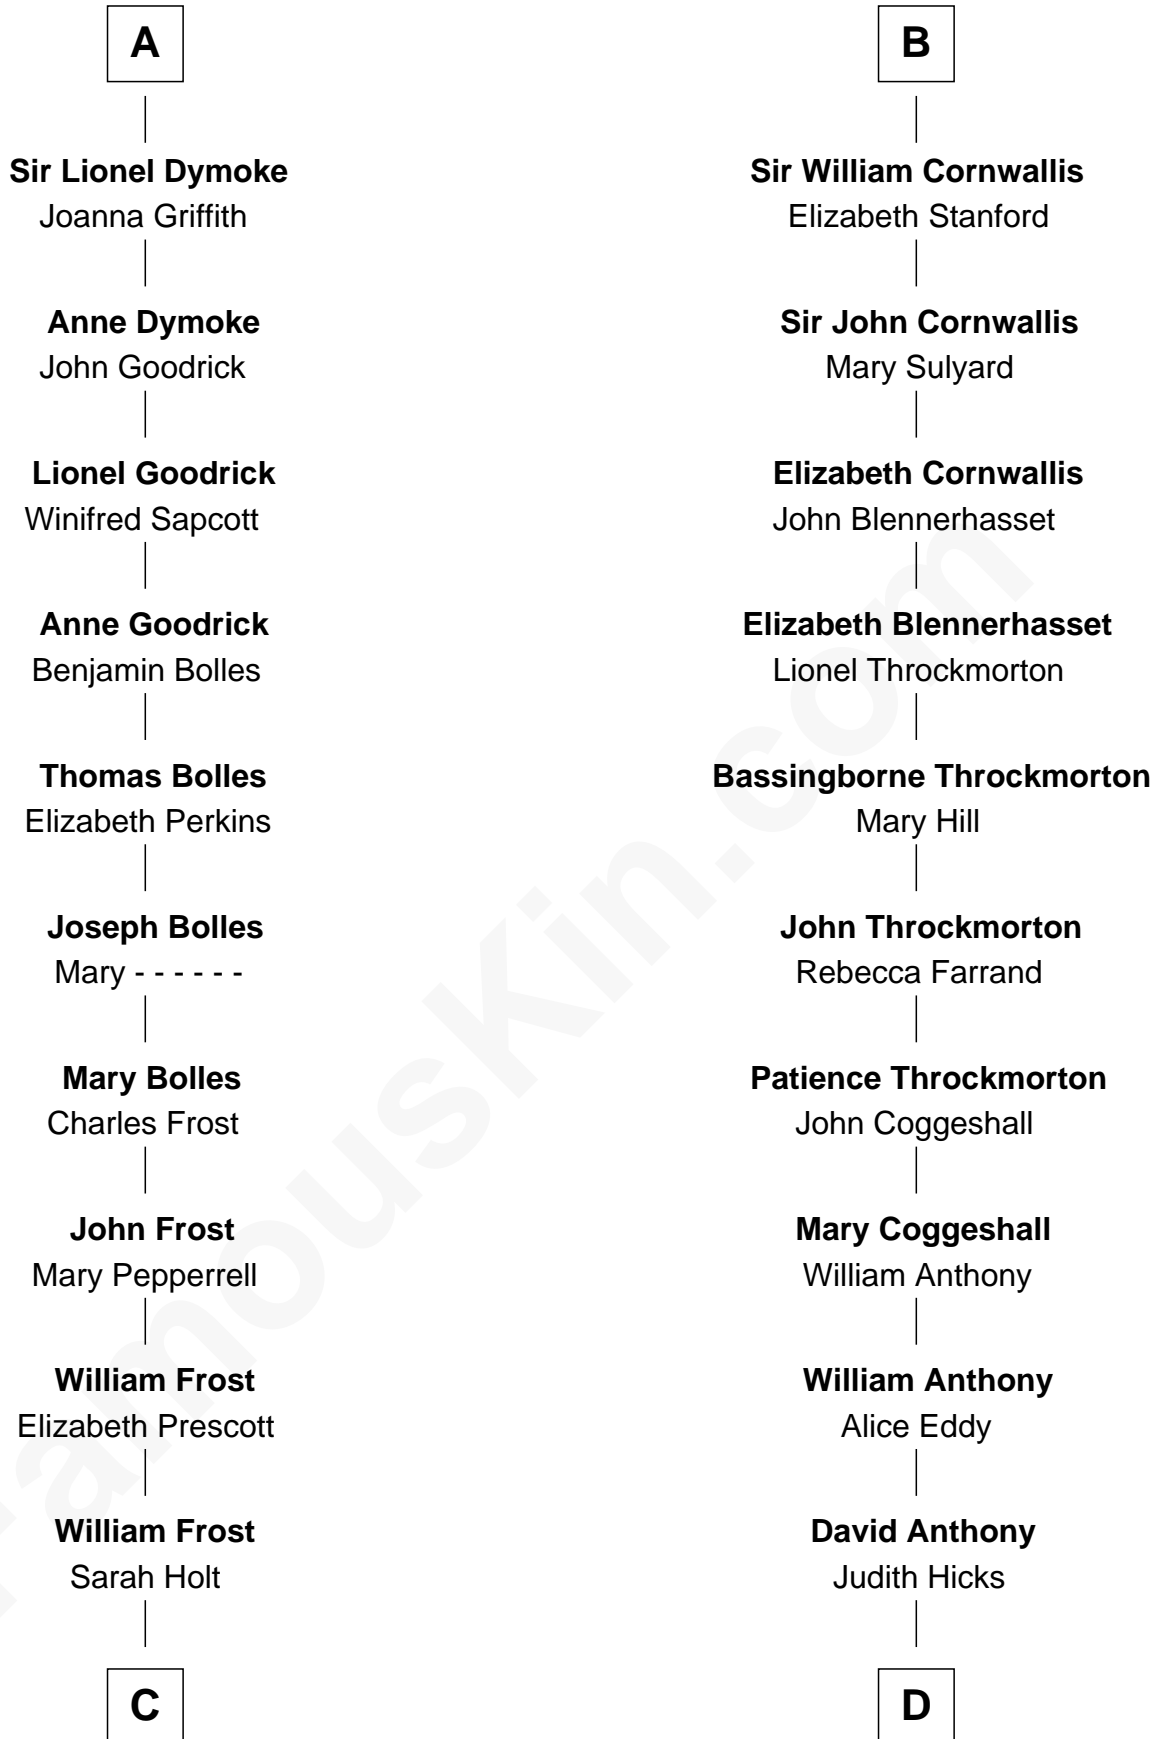 A
Sir Lionel Dymoke
Joanna Griffith
Anne Dymoke
John Goodrick
Lionel Goodrick
Winifred Sapcott
Anne Goodrick
Benjamin Bolles
Thomas Bolles
Elizabeth Perkins
Joseph Bolles
Mary - - - - - -
Mary Bolles
Charles Frost
John Frost
Mary Pepperrell
William Frost
Elizabeth Prescott
William Frost
Sarah Holt
C
B
Sir William Cornwallis
Elizabeth Stanford
Sir John Cornwallis
Mary Sulyard
Elizabeth Cornwallis
John Blennerhasset
Elizabeth Blennerhasset
Lionel Throckmorton
Bassingborne Throckmorton
Mary Hill
John Throckmorton
Rebecca Farrand
Patience Throckmorton
John Coggeshall
Mary Coggeshall
William Anthony
William Anthony
Alice Eddy
David Anthony
Judith Hicks
D
FamousKin.com